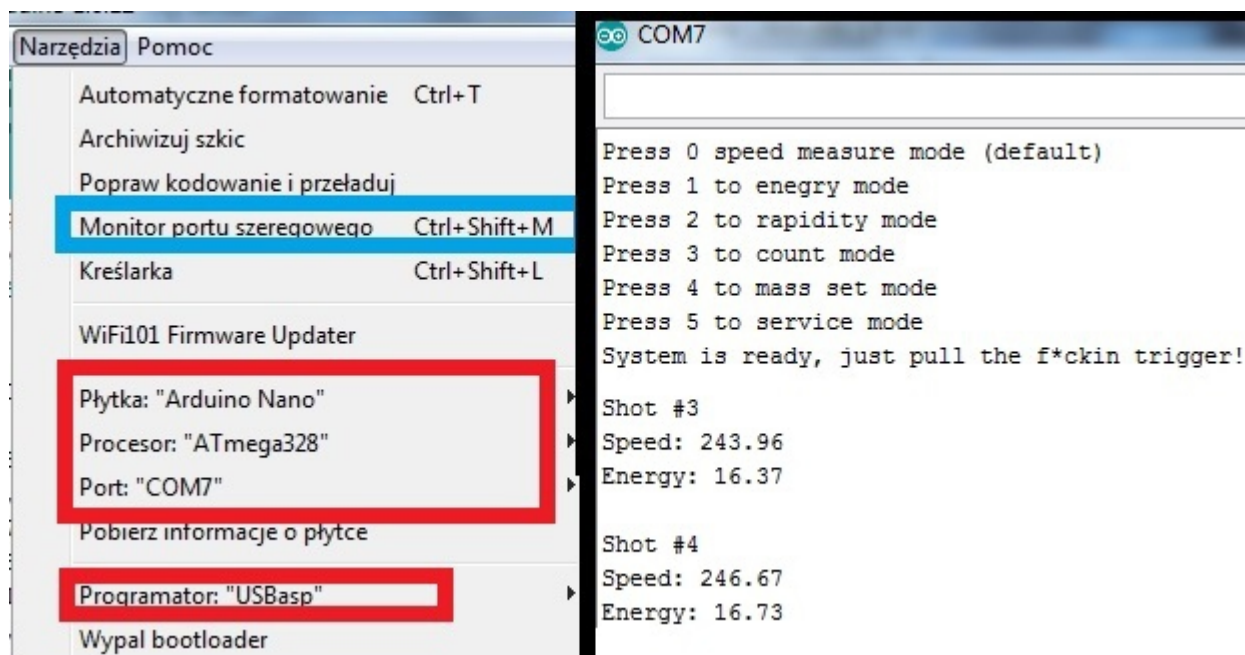 Narzędzia Pomoc
Automatyczne formatowanie Ctrl+T
Archiwizuj szkic
Popraw kodowanie i przeładuj
Monitor portu szeregowego Ctrl+Shift+M
Kreślarka Ctrl+Shift+L
WiFi101 Firmware Updater
Płytka: "Arduino Nano"
Procesor: "ATmega328"
Port: "COM7"
Pobierz informacje o płytce
Programator: "USBasp"
Wypal bootloader
COM7
Press 0 speed measure mode (default)
Press 1 to enegry mode
Press 2 to rapidity mode
Press 3 to count mode
Press 4 to mass set mode
Press 5 to service mode
System is ready, just pull the f*ckin trigger!
Shot #3
Speed: 243.96
Energy: 16.37
Shot #4
Speed: 246.67
Energy: 16.73